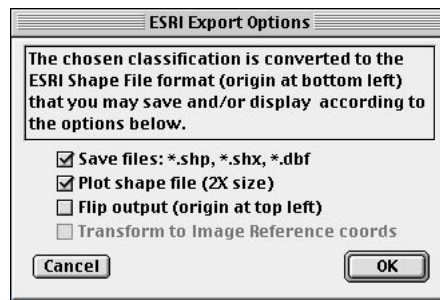 ESRI Export Options
The chosen classification is converted to the
ESRI Shape File format (origin at bottom left)
that you may save and/or display according to
the options below.
Save files: *.shp, *.shx, *.dbf
Plot shape file (2X size)
Flip output (origin at top left)
Transform to Image Reference coords
Cancel
OK